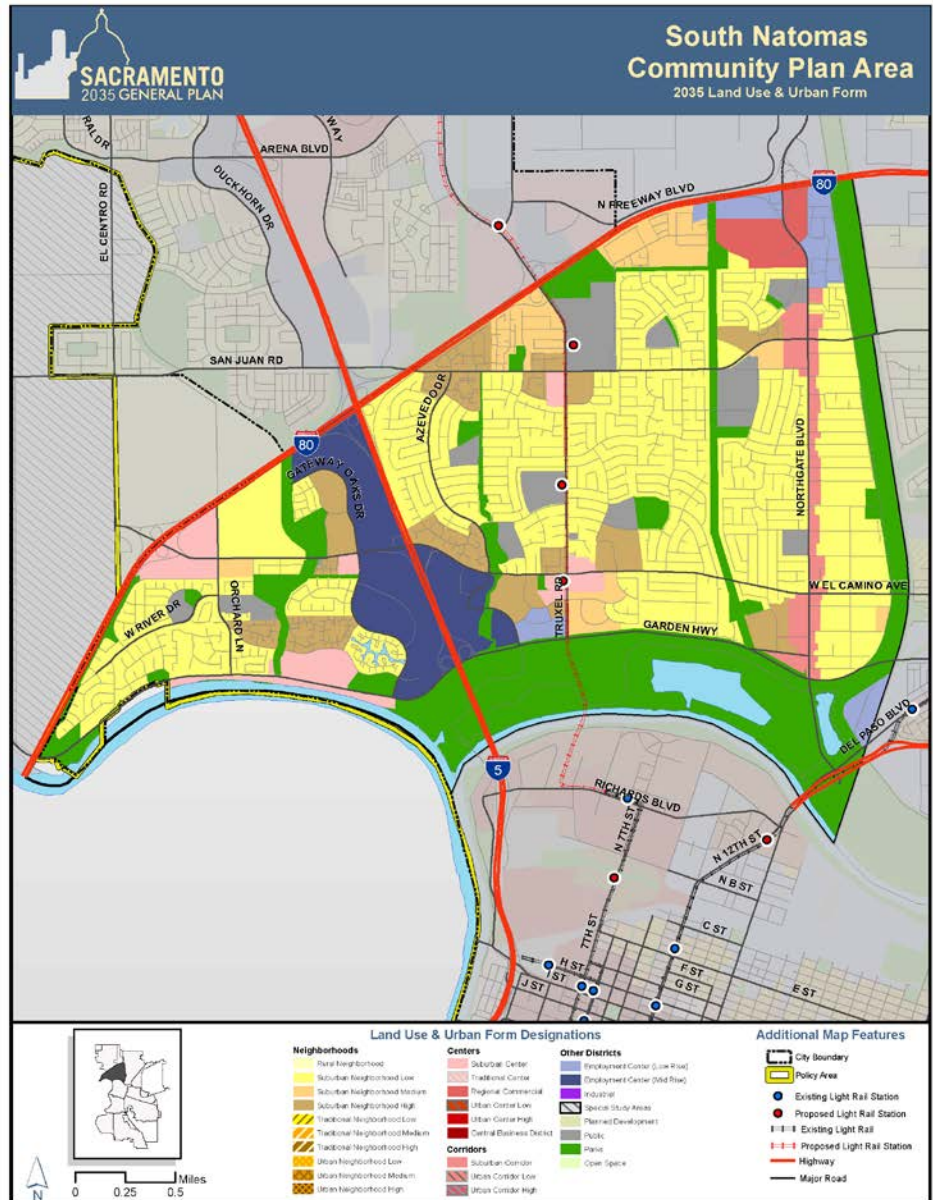 SACRAMENTO
2035 GENERAL PLAN
South Natomas
Community Plan Area
2035 Land Use & Urban Form
RAL DR
EL CENTRO RD
DUCKHORN DR
ARENA BLVD
WAY
N FREEWAY BLVD
80
SAN JUAN RD
80
GATEWAY OAKS DR
AZEVEDO DR
NORTHGATE BLVD
W EL CAMINO AVE
W RIVER DR
ORCHARD LN
TRUXEL RD
GARDEN HWY
DEL PASO BLVD
5
RICHARDS BLVD
N 7TH ST
N 12TH ST
N B ST
7TH ST
C ST
H ST
I ST
J ST
F ST
G ST
E ST
Land Use & Urban Form Designations
Neighborhoods
Rural Neighborhood
Suburban Neighborhood Low
Suburban Neighborhood Medium
Suburban Neighborhood High
Traditional Neighborhood Low
Traditional Neighborhood Medium
Traditional Neighborhood High
Urban Neighborhood Low
Urban Neighborhood Medium
Urban Neighborhood High
Centers
Suburban Center
Traditional Center
Regional Commercial
Urban Center Low
Urban Center High
Central Business District
Corridors
Suburban Corridor
Urban Corridor Low
Urban Corridor High
Other Districts
Employment Center (Low Rise)
Employment Center (Mid Rise)
Industrial
Special Study Areas
Planned Development
Public
Parks
Open Space
Additional Map Features
City Boundary
Policy Area
Existing Light Rail Station
Proposed Light Rail Station
Existing Light Rail
Proposed Light Rail Station
Highway
Major Road
N
0 0.25 0.5 Miles